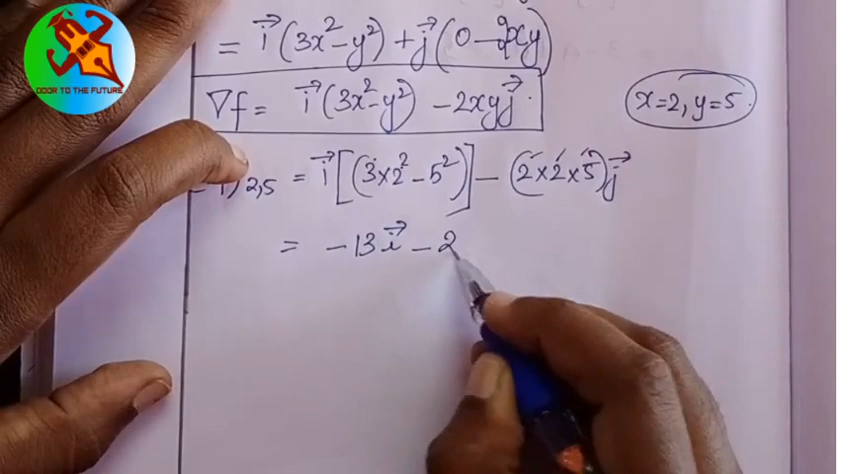 = i⃗ (3x² - y²) + j⃗ (0 - 2xy)
∇f = i⃗ (3x² - y²) - 2xyj⃗.
x=2, y=5.
2,5 = i⃗ [(3×2² - 5²)] - (2×2×5)j⃗
= -13i⃗ - 2
DOOR TO THE FUTURE